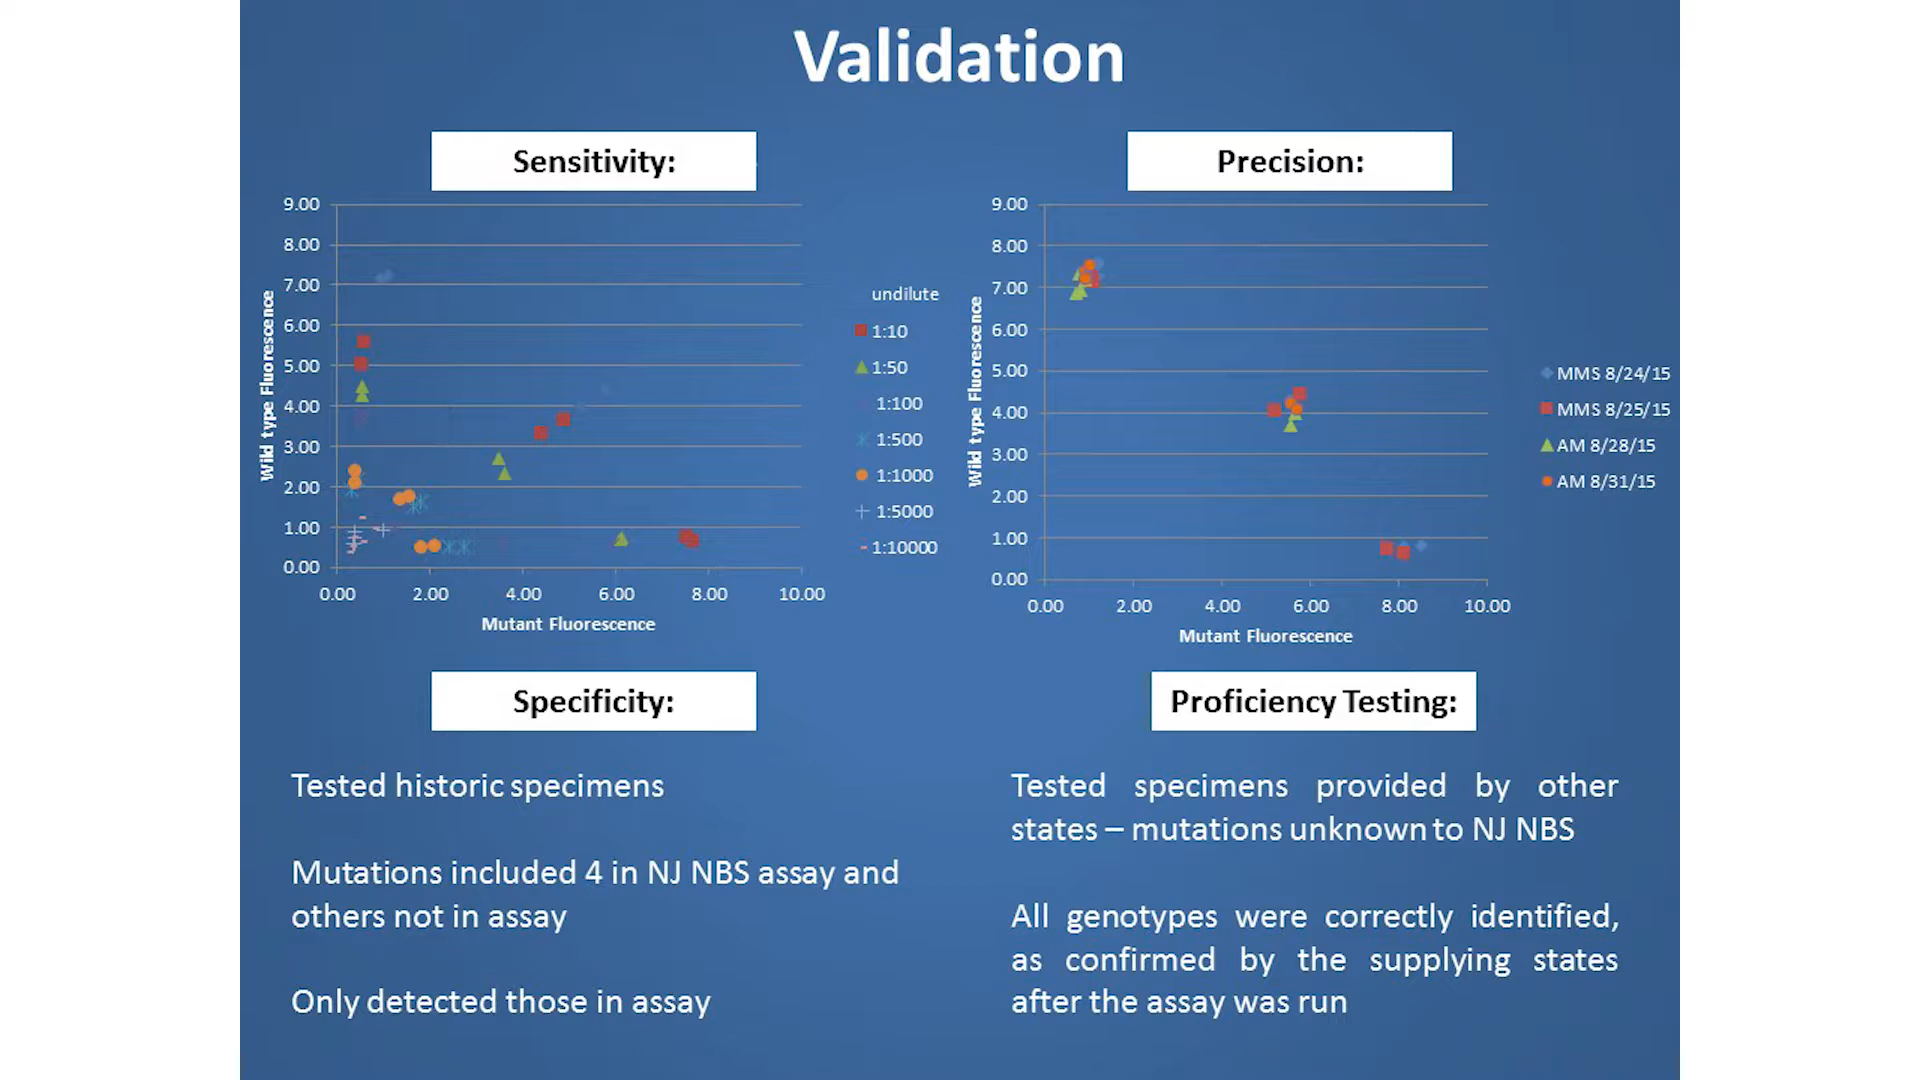 Validation
Sensitivity:
9.00
8.00
7.00
6.00
5.00
4.00
3.00
2.00
1.00
0.00
Wild type Fluorescence
0.00 2.00 4.00 6.00 8.00 10.00
Mutant Fluorescence
undilute
1:10
1:50
1:100
1:500
1:1000
1:5000
1:10000
Precision:
9.00
8.00
7.00
6.00
5.00
4.00
3.00
2.00
1.00
0.00
Wild type Fluorescence
0.00 2.00 4.00 6.00 8.00 10.00
Mutant Fluorescence
MMS 8/24/15
MMS 8/25/15
AM 8/28/15
AM 8/31/15
Specificity:
Tested historic specimens
Mutations included 4 in NJ NBS assay and
others not in assay
Only detected those in assay
Proficiency Testing:
Tested specimens provided by other
states – mutations unknown to NJ NBS
All genotypes were correctly identified,
as confirmed by the supplying states
after the assay was run